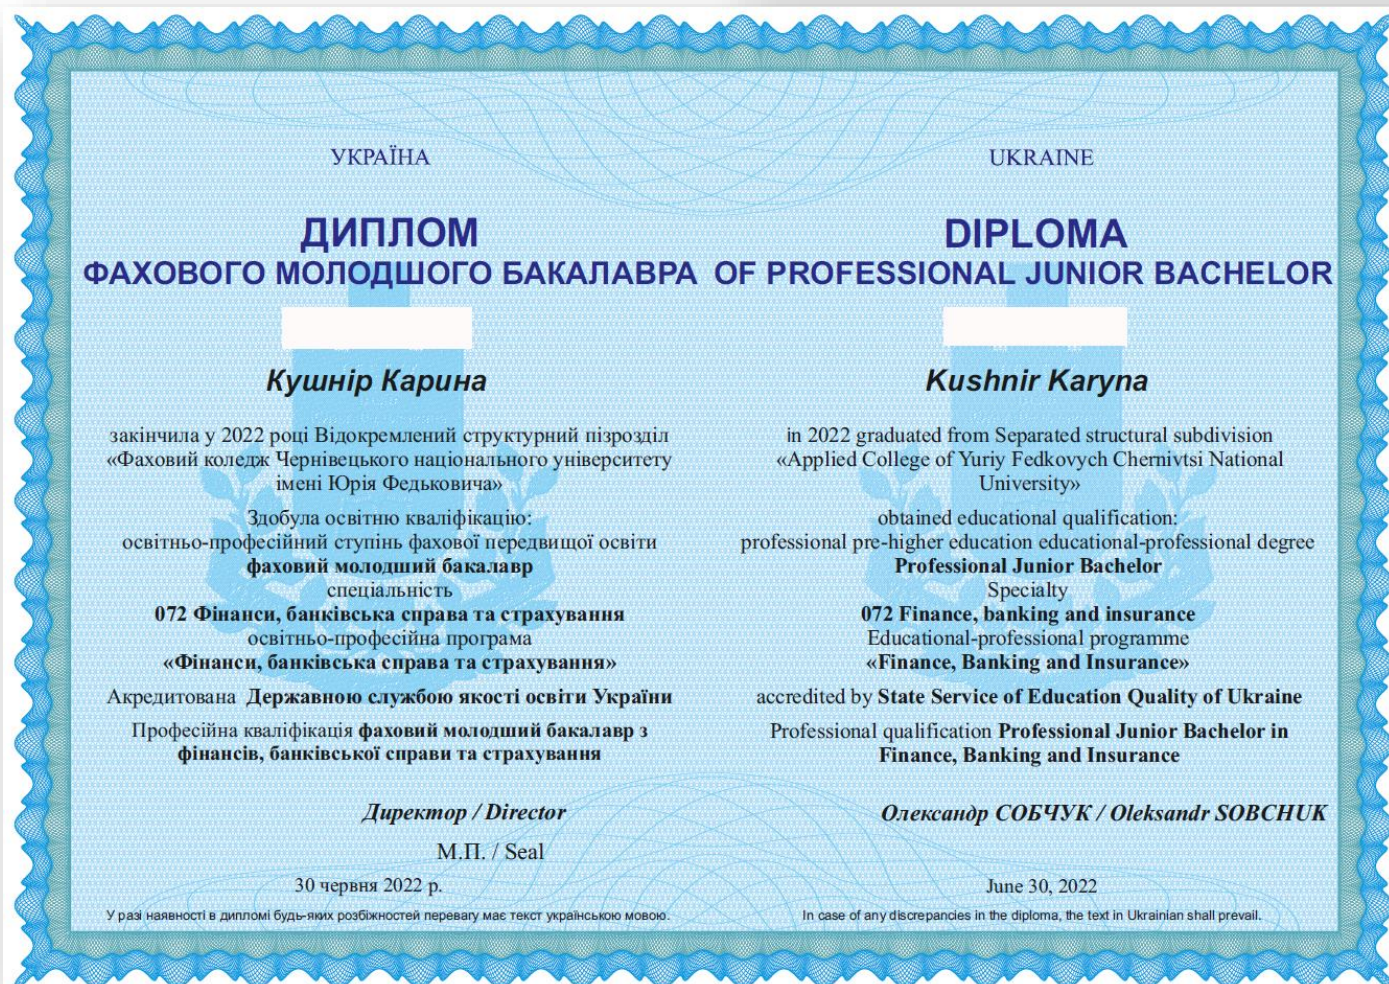 УКРАЇНА
ДИПЛОМ
ФАХОВОГО МОЛОДШОГО БАКАЛАВРА
Кушнір Карина
закінчила у 2022 році Відокремлений структурний пізрозділ
«Фаховий коледж Чернівецького національного університету
імені Юрія Федьковича»
Здобула освітню кваліфікацію:
освітньо-професійний ступінь фахової передвищої освіти
фаховий молодший бакалавр
спеціальність
072 Фінанси, банківська справа та страхування
освітньо-професійна програма
«Фінанси, банківська справа та страхування»
Акредитована Державною службою якості освіти України
Професійна кваліфікація фаховий молодший бакалавр з
фінансів, банківської справи та страхування
Директор / Director
М.П. / Seal
30 червня 2022 р.
У разі наявності в дипломі будь-яких розбіжностей перевагу має текст українською мовою.
UKRAINE
DIPLOMA
OF PROFESSIONAL JUNIOR BACHELOR
Kushnir Karyna
in 2022 graduated from Separated structural subdivision
«Applied College of Yuriy Fedkovych Chernivtsi National
University»
obtained educational qualification:
professional pre-higher education educational-professional degree
Professional Junior Bachelor
Specialty
072 Finance, banking and insurance
Educational-professional programme
«Finance, Banking and Insurance»
accredited by State Service of Education Quality of Ukraine
Professional qualification Professional Junior Bachelor in
Finance, Banking and Insurance
Олександр СОБЧУК / Oleksandr SOBCHUK
June 30, 2022
In case of any discrepancies in the diploma, the text in Ukrainian shall prevail.